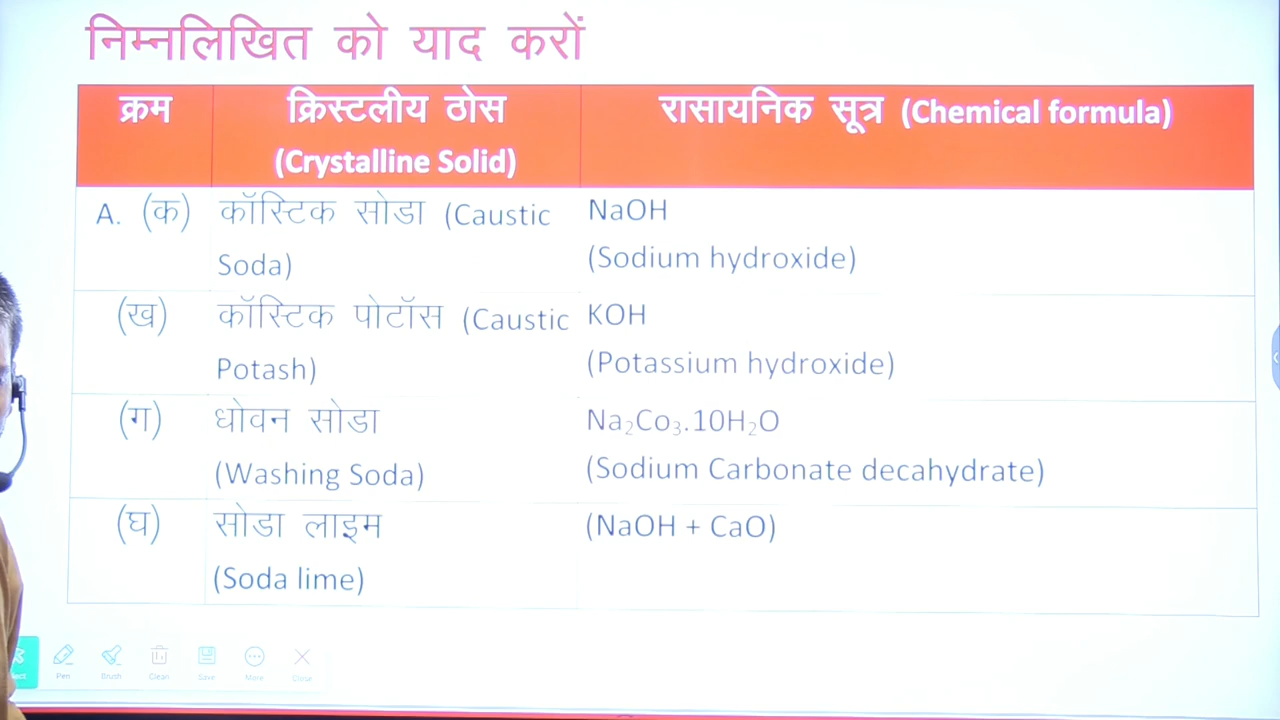 निम्नलिखित को याद करों
क्रम क्रिस्टलीय ठोस रासायनिक सूत्र (Chemical formula)
(Crystalline Solid)
A. (क) कॉस्टिक सोडा (Caustic NaOH
Soda) (Sodium hydroxide)
(ख) कॉस्टिक पोटॉस (Caustic KOH
Potash) (Potassium hydroxide)
(ग) धोवन सोडा Na₂Co₃.10H₂O
(Washing Soda) (Sodium Carbonate decahydrate)
(घ) सोडा लाइम (NaOH + CaO)
(Soda lime)
Pen Brush Clean Save More Close